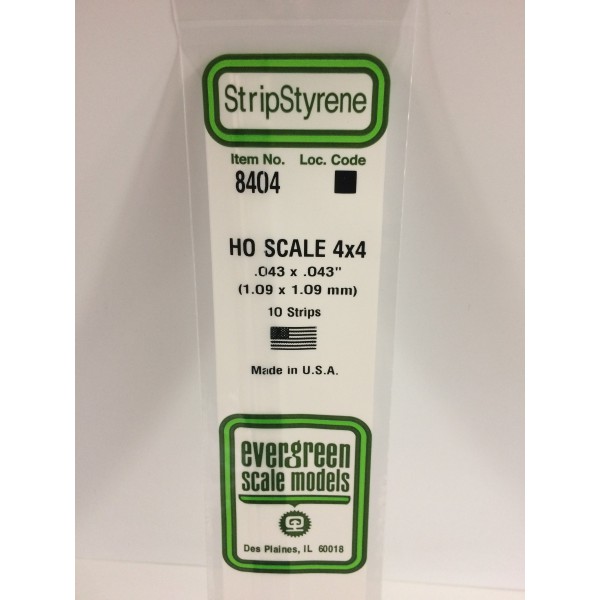 StripStyrene
Item No. Loc. Code
8404
HO SCALE 4x4
.043 x .043"
(1.09 x 1.09 mm)
10 Strips
Made in U.S.A.
evergreen
scale models
Des Plaines, IL 60018